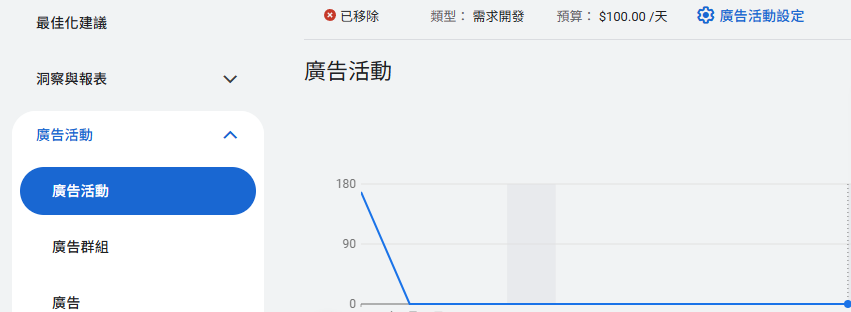 最佳化建議
洞察與報表
廣告活動
廣告活動
廣告群組
廣告
已移除 類型： 需求開發 預算： $100.00 /天 廣告活動設定
廣告活動
180
90
0